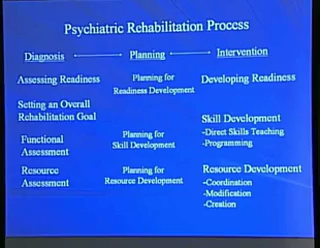 Psychiatric Rehabilitation Process
Diagnosis Planning Intervention
Assessing Readiness
Planning for
Readiness Development
Developing Readiness
Setting an Overall
Rehabilitation Goal
Functional
Assessment
Planning for
Skill Development
Skill Development
-Direct Skills Teaching
-Programming
Resource
Assessment
Planning for
Resource Development
Resource Development
-Coordination
-Modification
-Creation